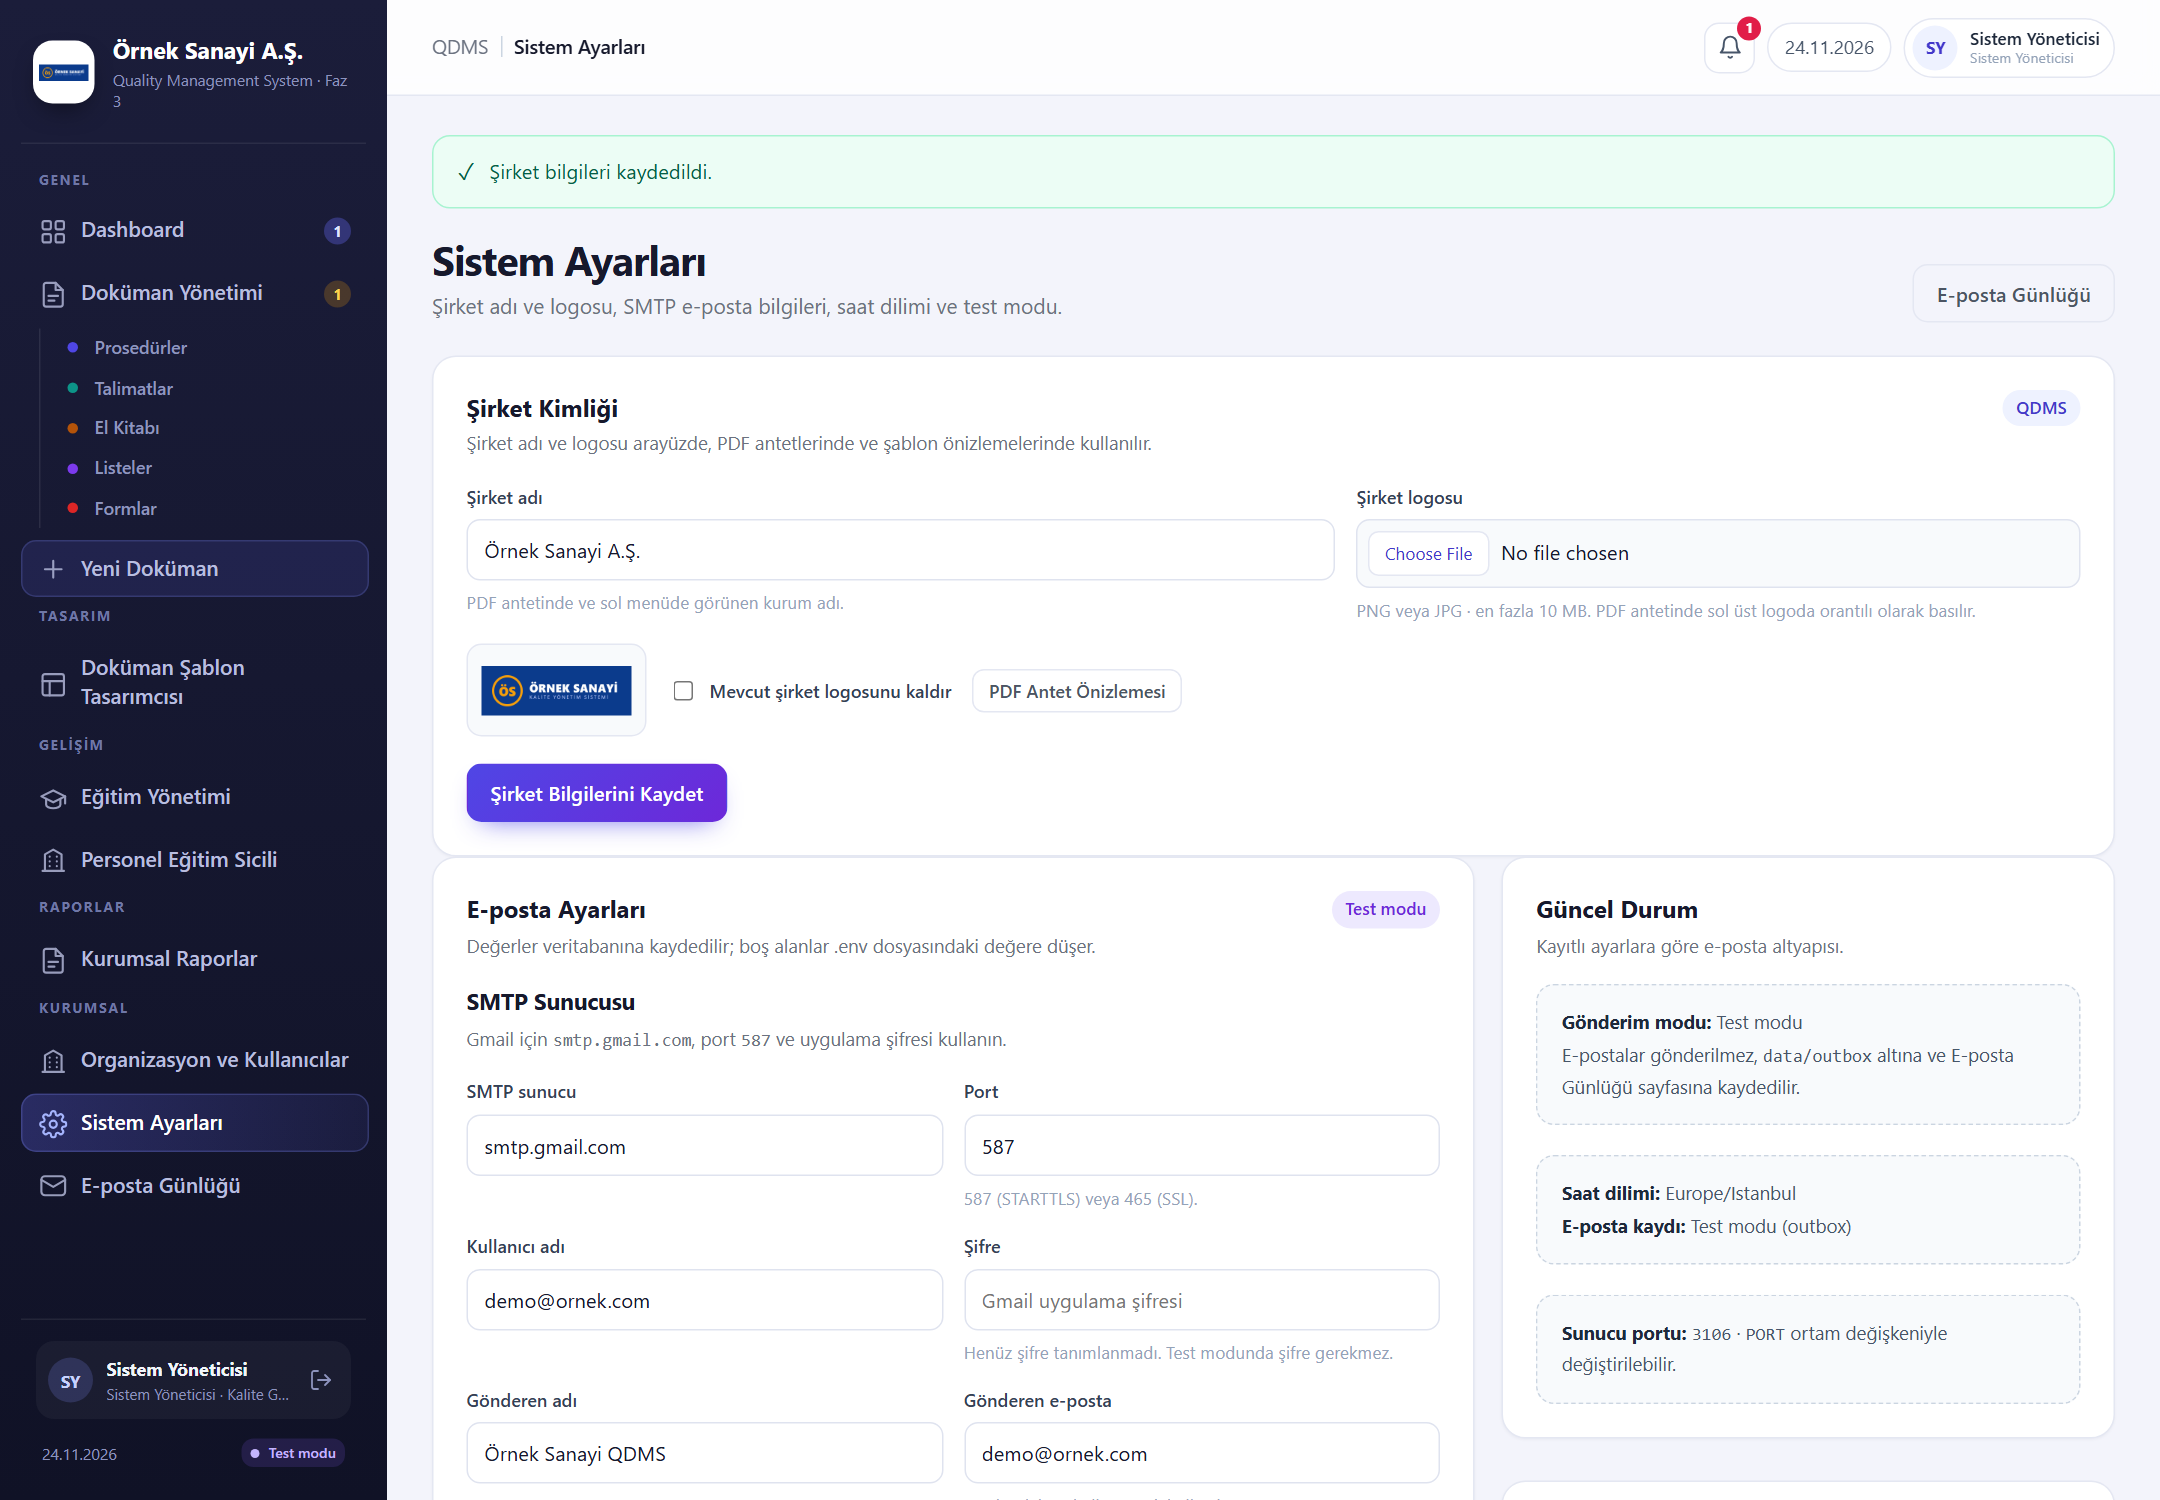 Örnek Sanayi A.Ş.
Quality Management System · Faz
3
GENEL
Dashboard
1
Doküman Yönetimi
1
Prosedürler
Talimatlar
El Kitabı
Listeler
Formlar
Yeni Doküman
TASARIM
Doküman Şablon
Tasarımcısı
GELİŞİM
Eğitim Yönetimi
Personel Eğitim Sicili
RAPORLAR
Kurumsal Raporlar
KURUMSAL
Organizasyon ve Kullanıcılar
Sistem Ayarları
E-posta Günlüğü
SY
Sistem Yöneticisi
Sistem Yöneticisi · Kalite G...
24.11.2026
Test modu
QDMS
Sistem Ayarları
1
24.11.2026
SY
Sistem Yöneticisi
Sistem Yöneticisi
✓ Şirket bilgileri kaydedildi.
Sistem Ayarları
Şirket adı ve logosu, SMTP e-posta bilgileri, saat dilimi ve test modu.
E-posta Günlüğü
Şirket Kimliği
QDMS
Şirket adı ve logosu arayüzde, PDF antetlerinde ve şablon önizlemelerinde kullanılır.
Şirket adı
Örnek Sanayi A.Ş.
PDF antetinde ve sol menüde görünen kurum adı.
Şirket logosu
Choose File No file chosen
PNG veya JPG · en fazla 10 MB. PDF antetinde sol üst logoda orantılı olarak basılır.
ÖS
ÖRNEK SANAYİ
KALİTE YÖNETİM SİSTEMİ
Mevcut şirket logosunu kaldır
PDF Antet Önizlemesi
Şirket Bilgilerini Kaydet
E-posta Ayarları
Test modu
Değerler veritabanına kaydedilir; boş alanlar .env dosyasındaki değere düşer.
SMTP Sunucusu
Gmail için smtp.gmail.com, port 587 ve uygulama şifresi kullanın.
SMTP sunucu
smtp.gmail.com
Port
587
587 (STARTTLS) veya 465 (SSL).
Kullanıcı adı
demo@ornek.com
Şifre
Gmail uygulama şifresi
Henüz şifre tanımlanmadı. Test modunda şifre gerekmez.
Gönderen adı
Örnek Sanayi QDMS
Gönderen e-posta
demo@ornek.com
Güncel Durum
Kayıtlı ayarlara göre e-posta altyapısı.
Gönderim modu: Test modu
E-postalar gönderilmez, data/outbox altına ve E-posta
Günlüğü sayfasına kaydedilir.
Saat dilimi: Europe/Istanbul
E-posta kaydı: Test modu (outbox)
Sunucu portu: 3106 · PORT ortam değişkeniyle
değiştirilebilir.